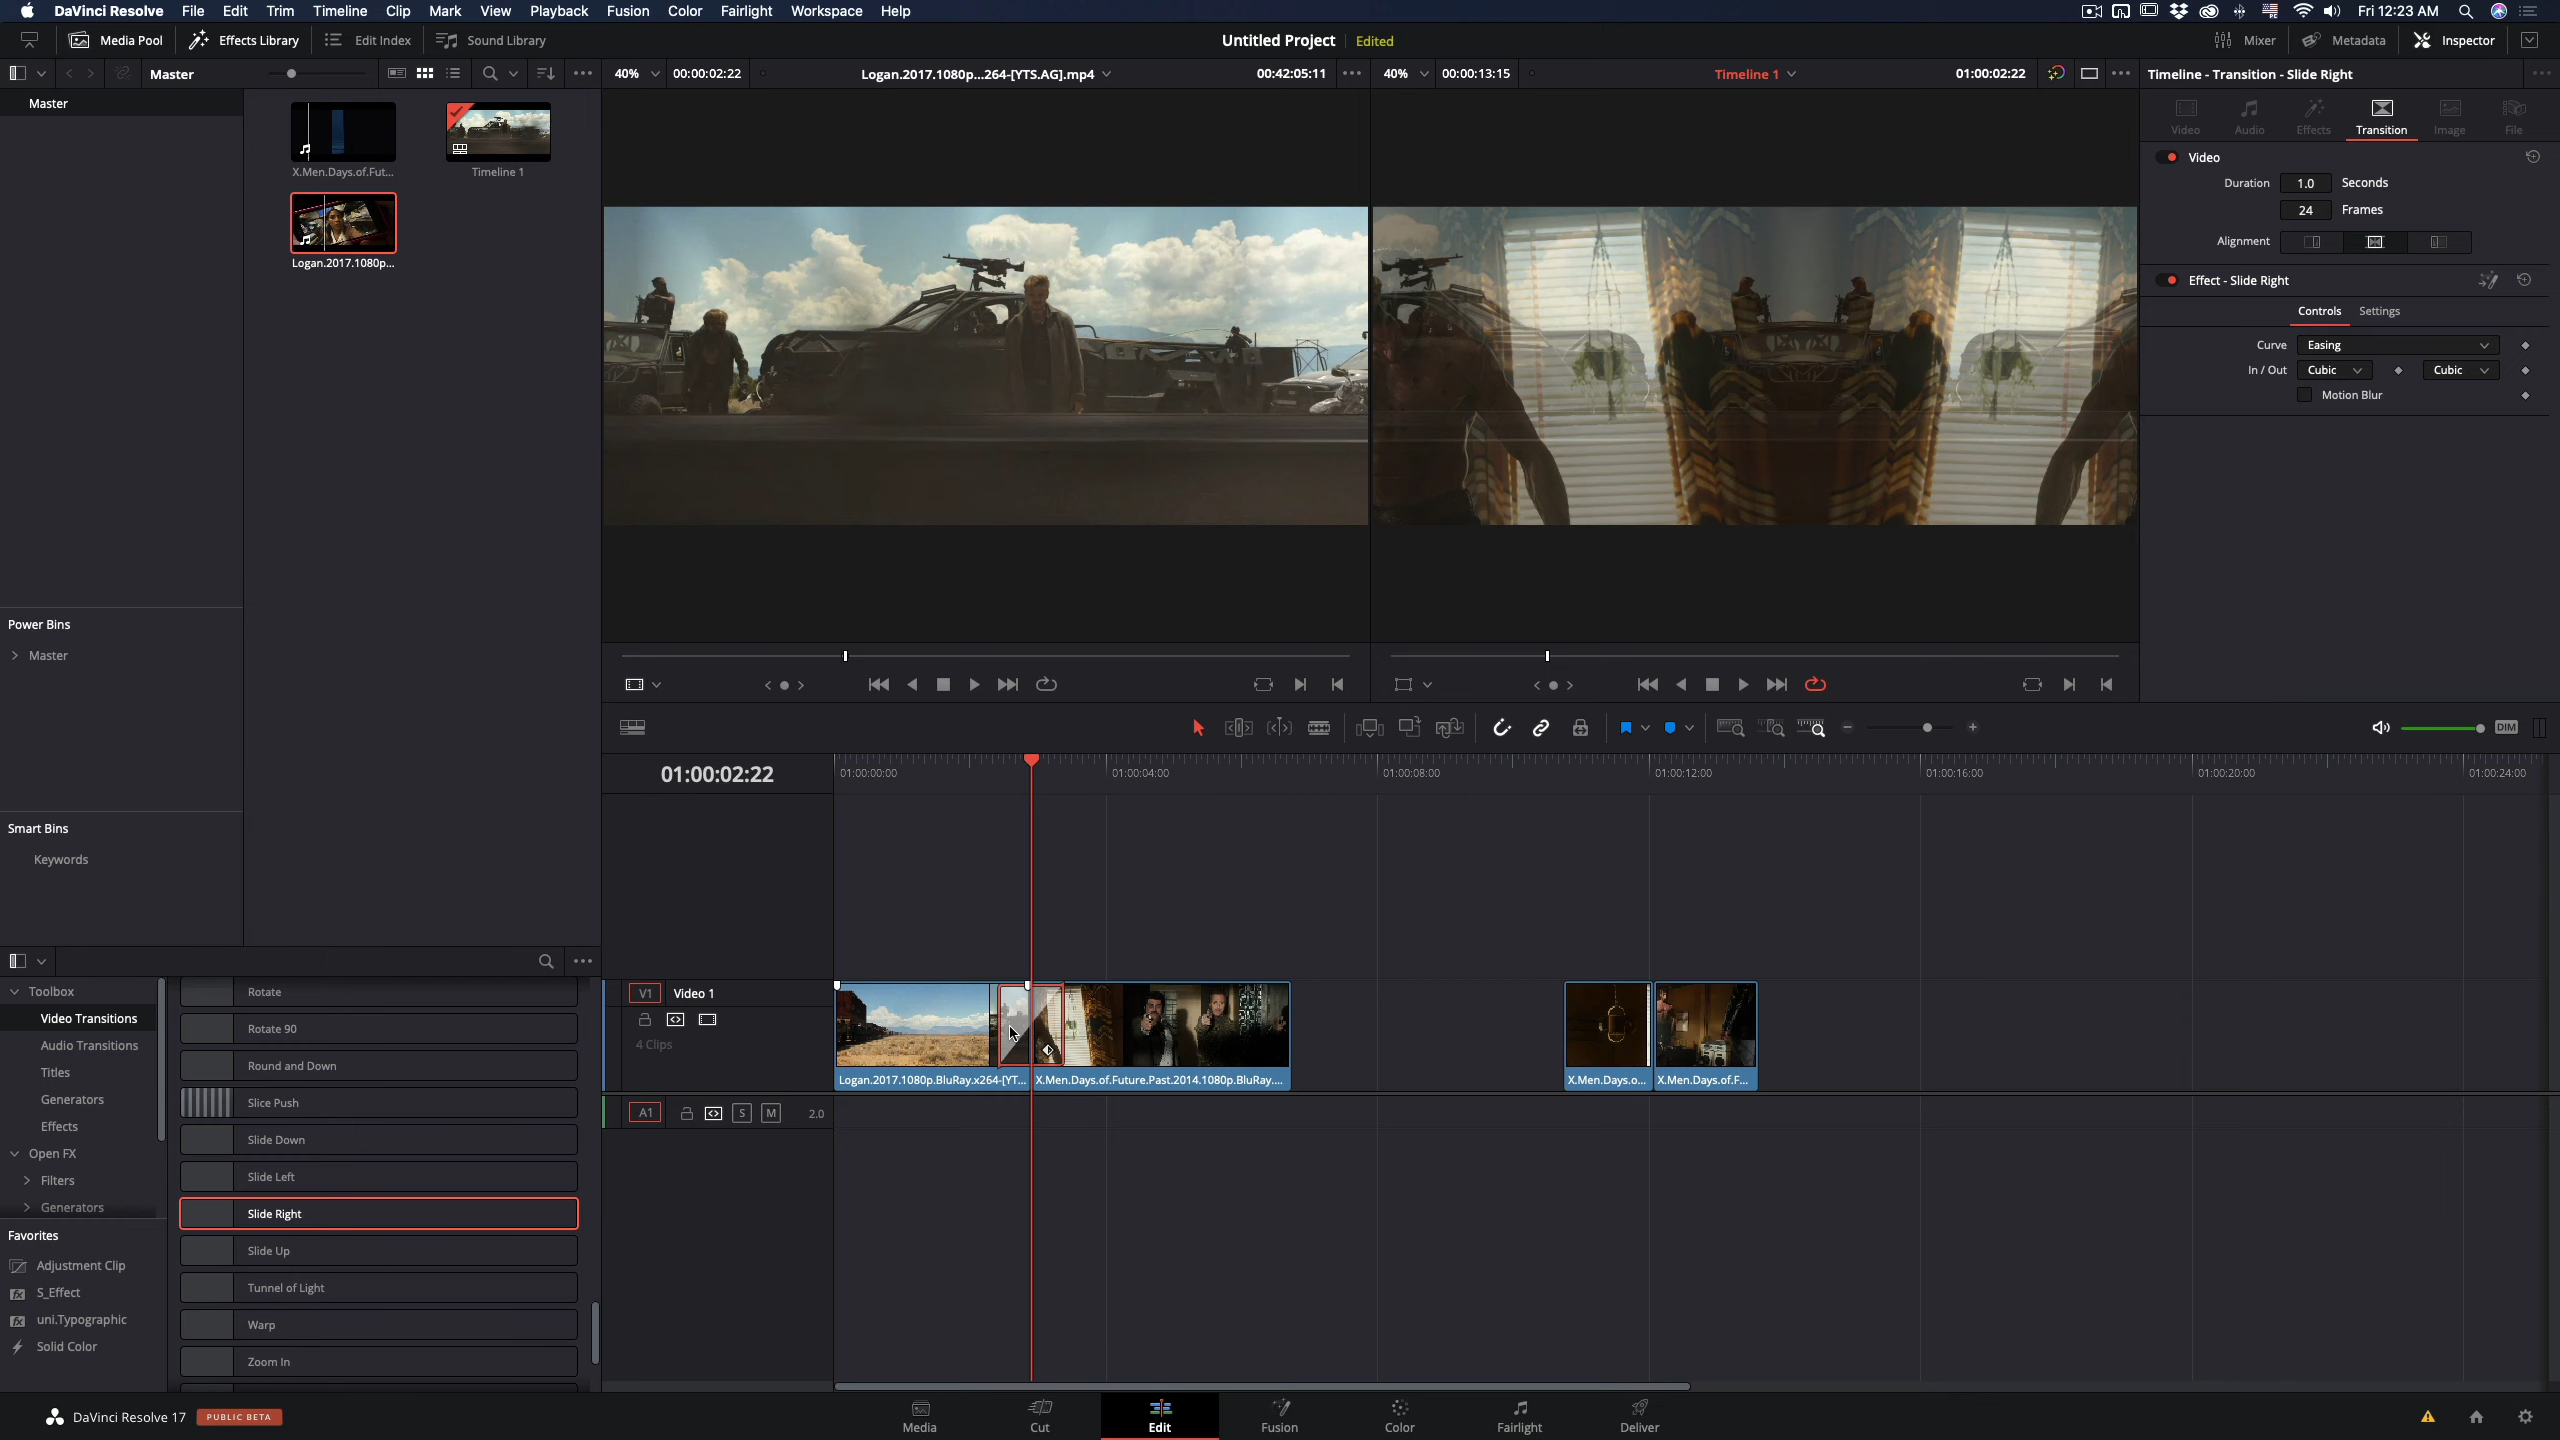 DaVinci Resolve File Edit Trim Timeline Clip Mark View Playback Fusion Color Fairlight Workspace Help Fri 12:23 AM
Media Pool Effects Library Edit Index Sound Library Untitled Project Edited Mixer Metadata Inspector
Master 40% 00:00:02:22 Logan.2017.1080p...264-[YTS.AG].mp4 00:42:05:11 40% 00:00:13:15 Timeline 1 01:00:02:22 Timeline - Transition - Slide Right
Master
X.Men.Days.of.Fut... Timeline 1
Logan.2017.1080p...
Video Audio Effects Transition Image File
Video
Duration 1.0 Seconds
24 Frames
Alignment
Effect - Slide Right
Controls Settings
Curve Easing
In / Out Cubic Cubic
Motion Blur
Power Bins
Master
Smart Bins
Keywords
DIM
01:00:02:22 01:00:00:00 01:00:04:00 01:00:08:00 01:00:12:00 01:00:16:00 01:00:20:00 01:00:24:00
V1 Video 1
4 Clips
Logan.2017.1080p.BluRay.x264-[YT... X.Men.Days.of.Future.Past.2014.1080p.BluRay.... X.Men.Days.o... X.Men.Days.of.F...
A1 S M 2.0
Toolbox
Video Transitions
Audio Transitions
Titles
Generators
Effects
Open FX
Filters
Generators
Favorites
Adjustment Clip
S_Effect
uni.Typographic
Solid Color
Rotate
Rotate 90
Round and Down
Slice Push
Slide Down
Slide Left
Slide Right
Slide Up
Tunnel of Light
Warp
Zoom In
DaVinci Resolve 17 PUBLIC BETA
Media Cut Edit Fusion Color Fairlight Deliver